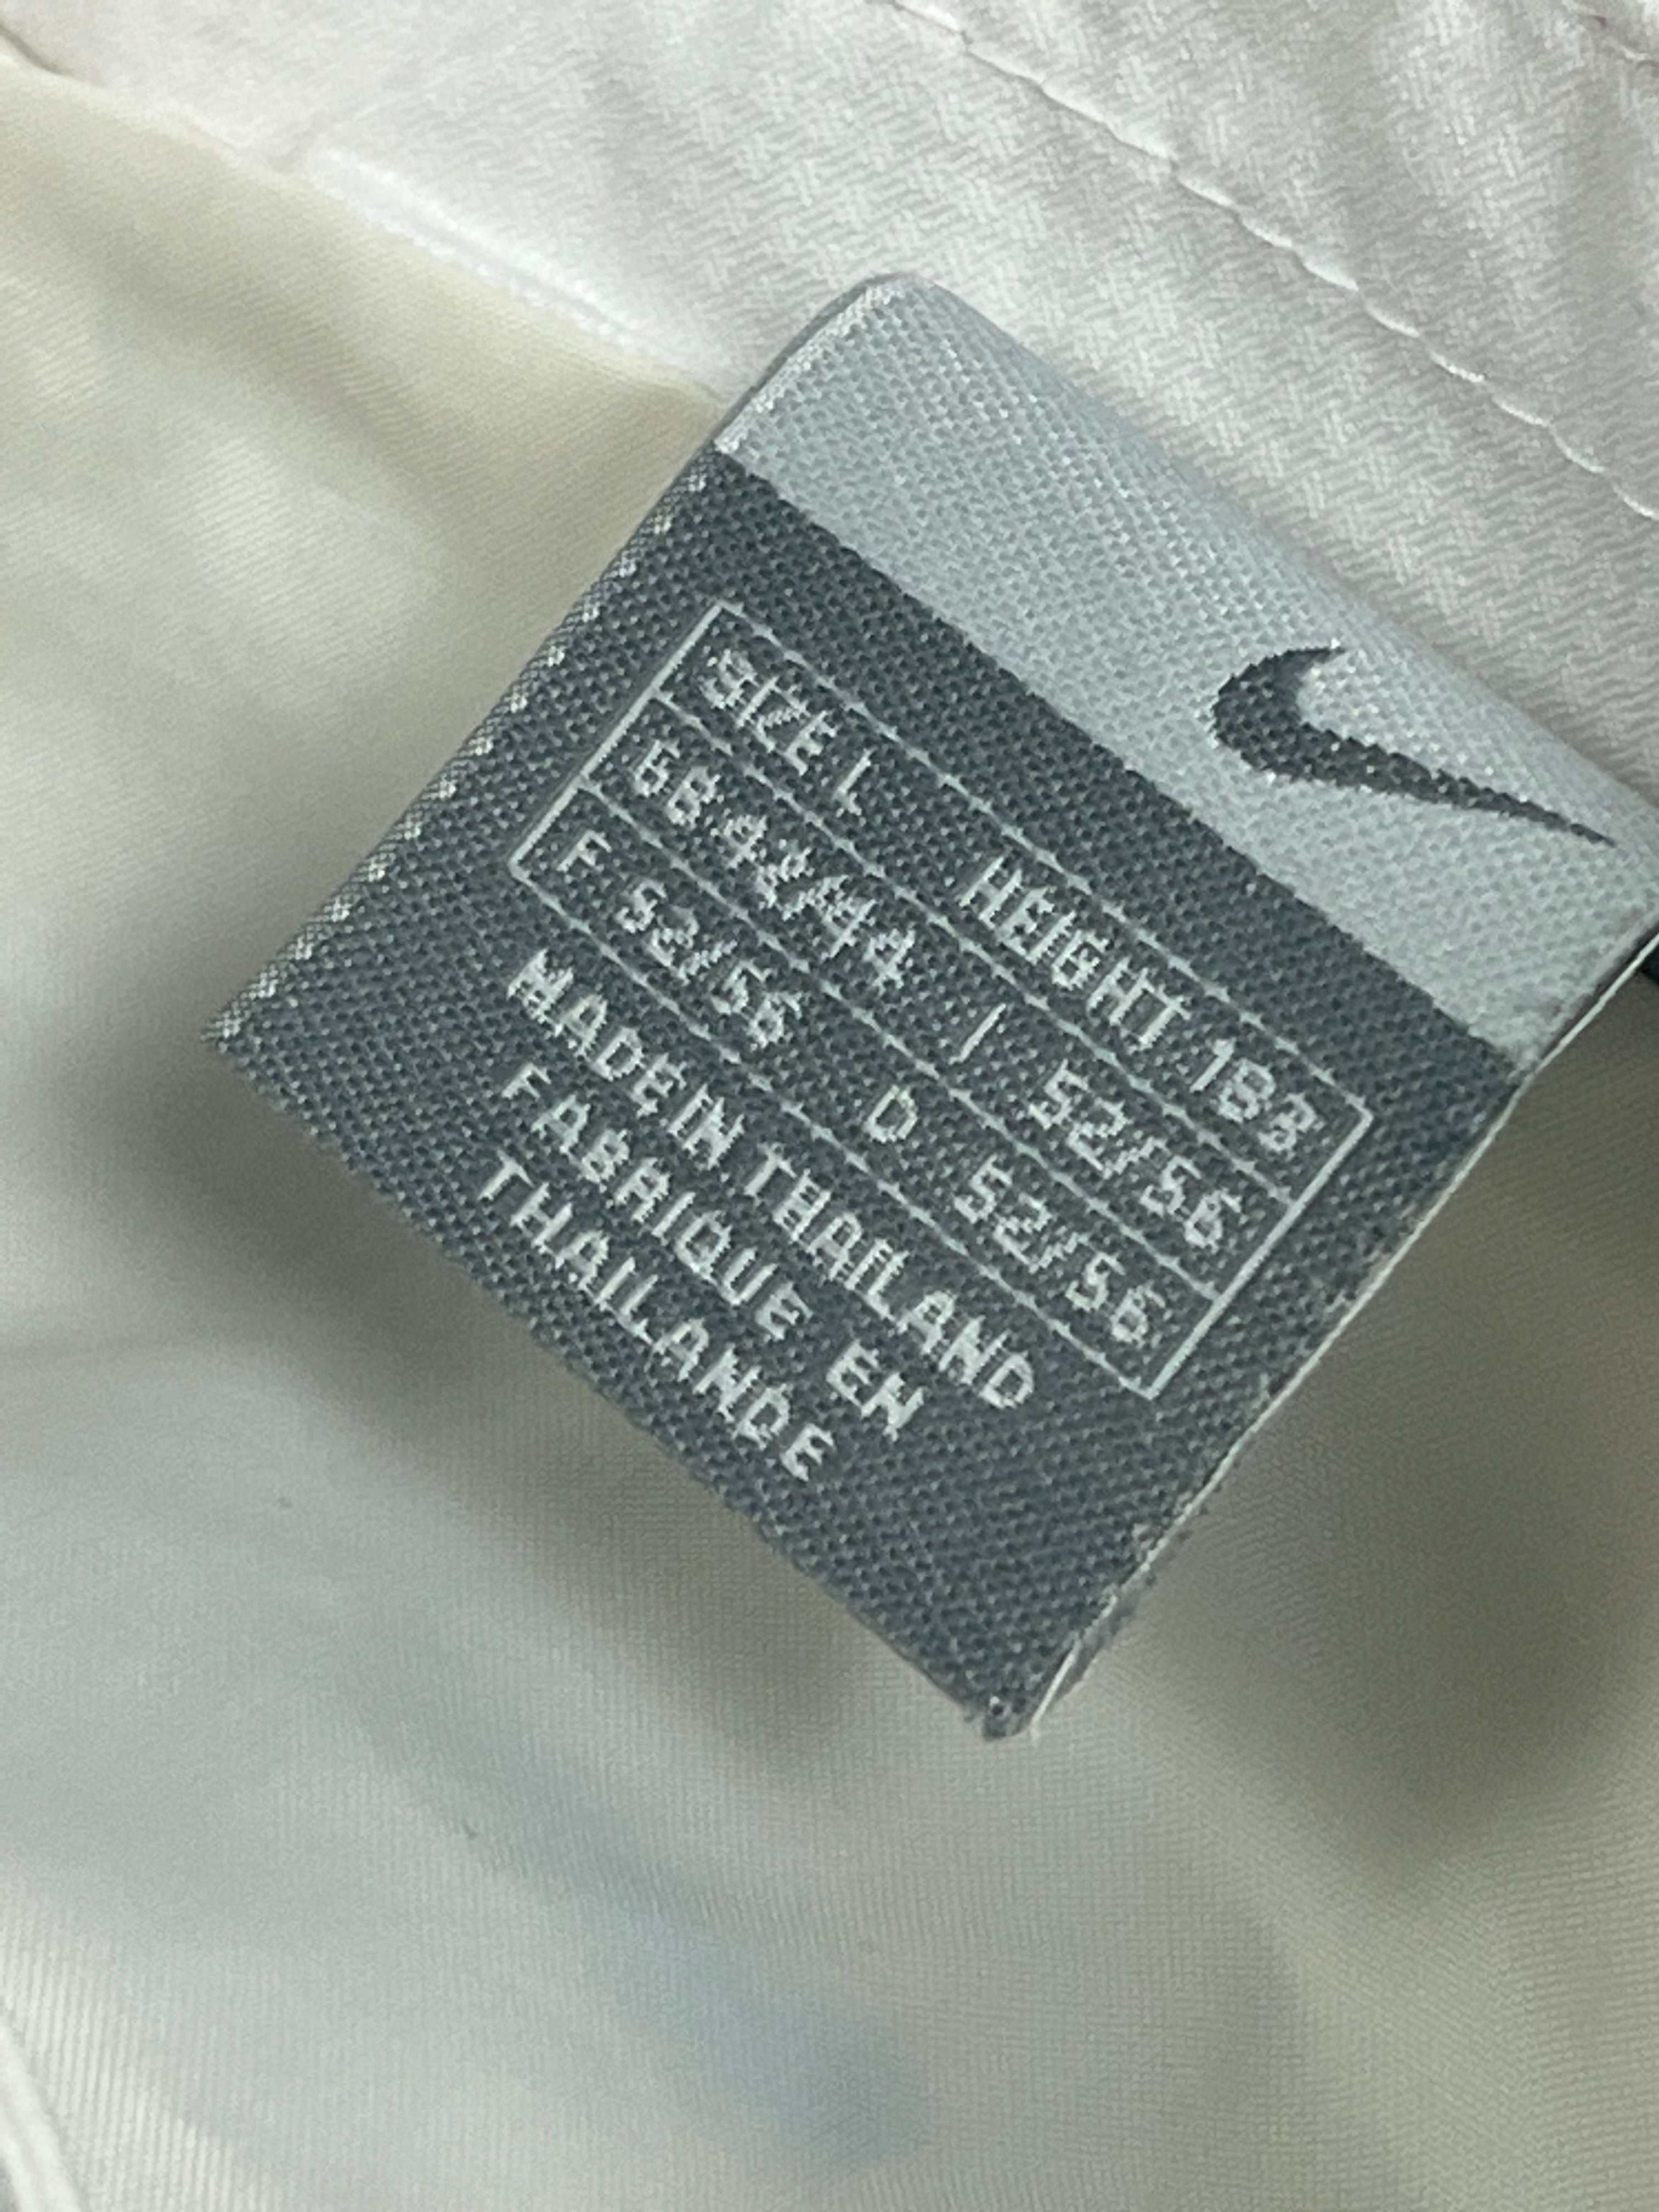 SIZE L HEIGHT 183
GB 42/44 I 52/56
F 52/56 D 52/56
MADE IN THAILAND
FABRIQUE EN
THAILANDE